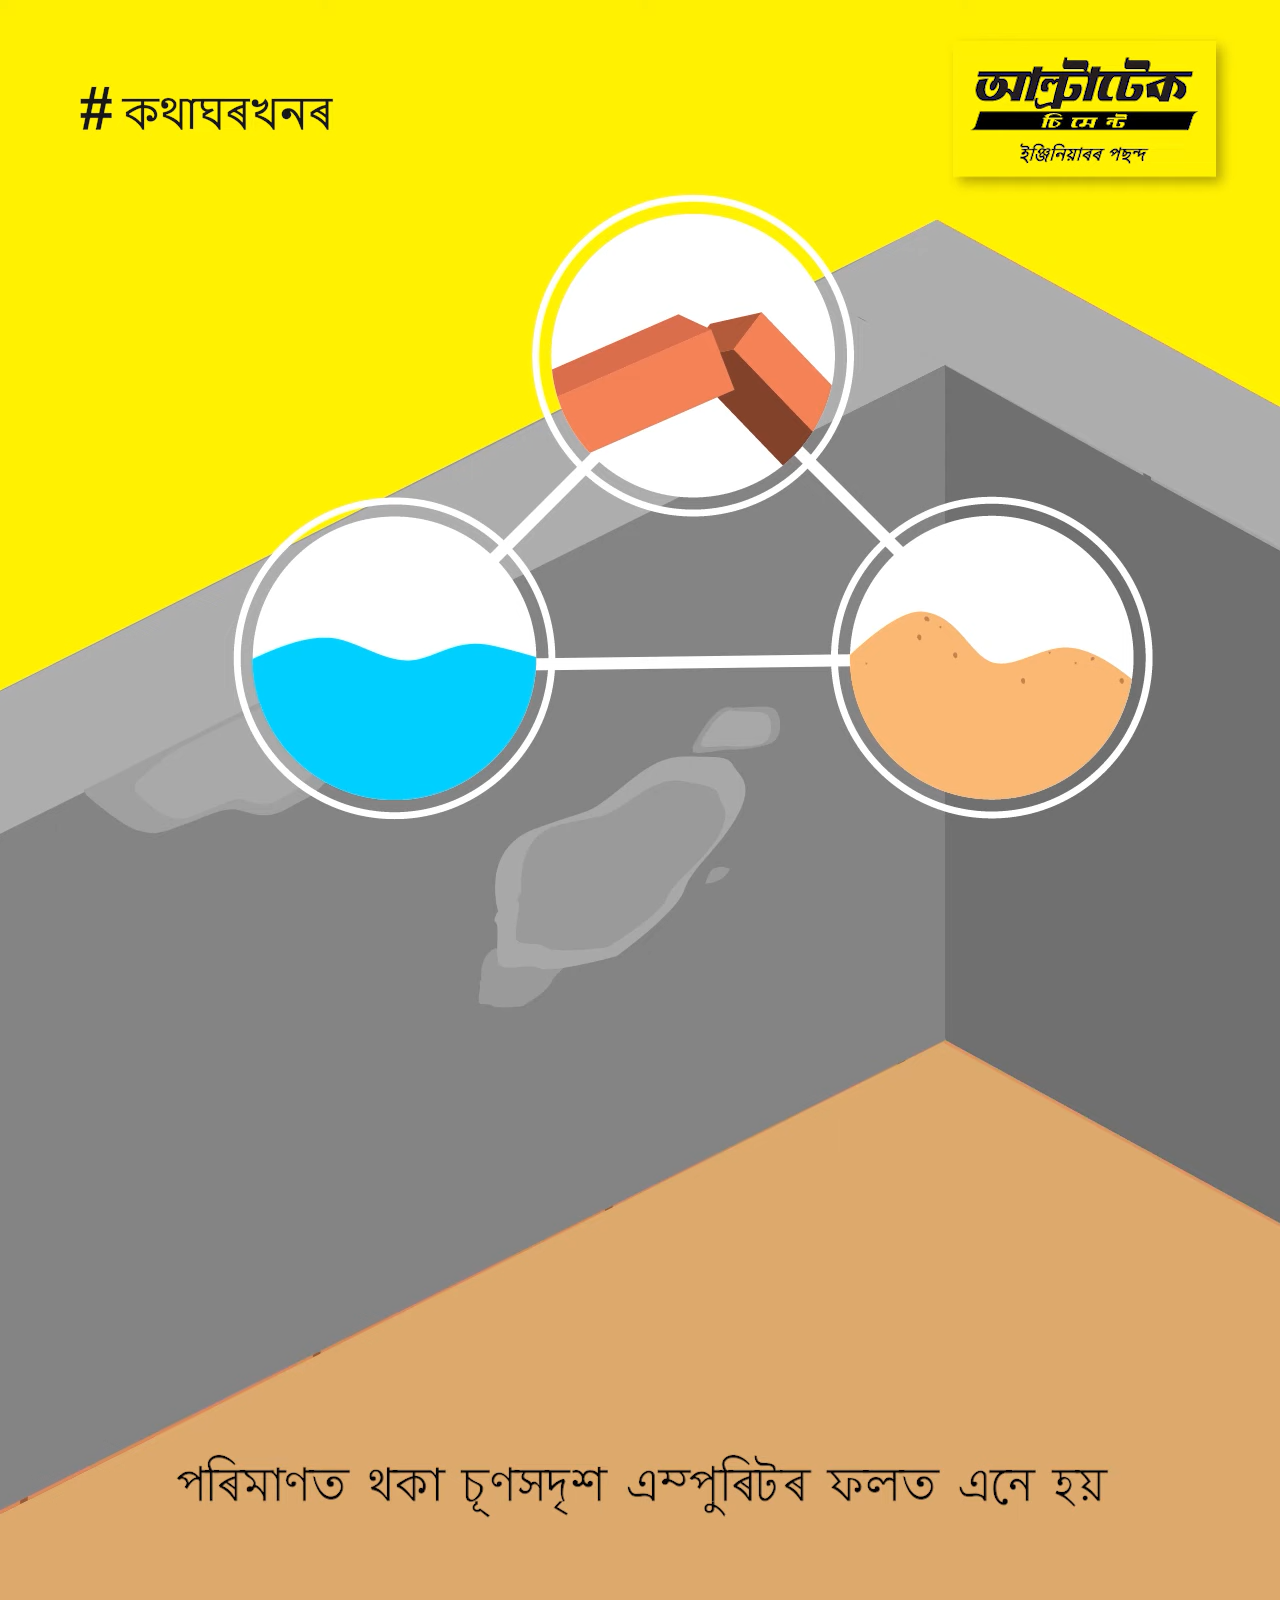 # কথাঘৰখনৰ
আল্ট্ৰাটেক
চিমেন্ট
ইঞ্জিনিয়াৰৰ পছন্দ
পৰিমাণত থকা চূণসদৃশ এম্পুৰিটৰ ফলত এনে হয়